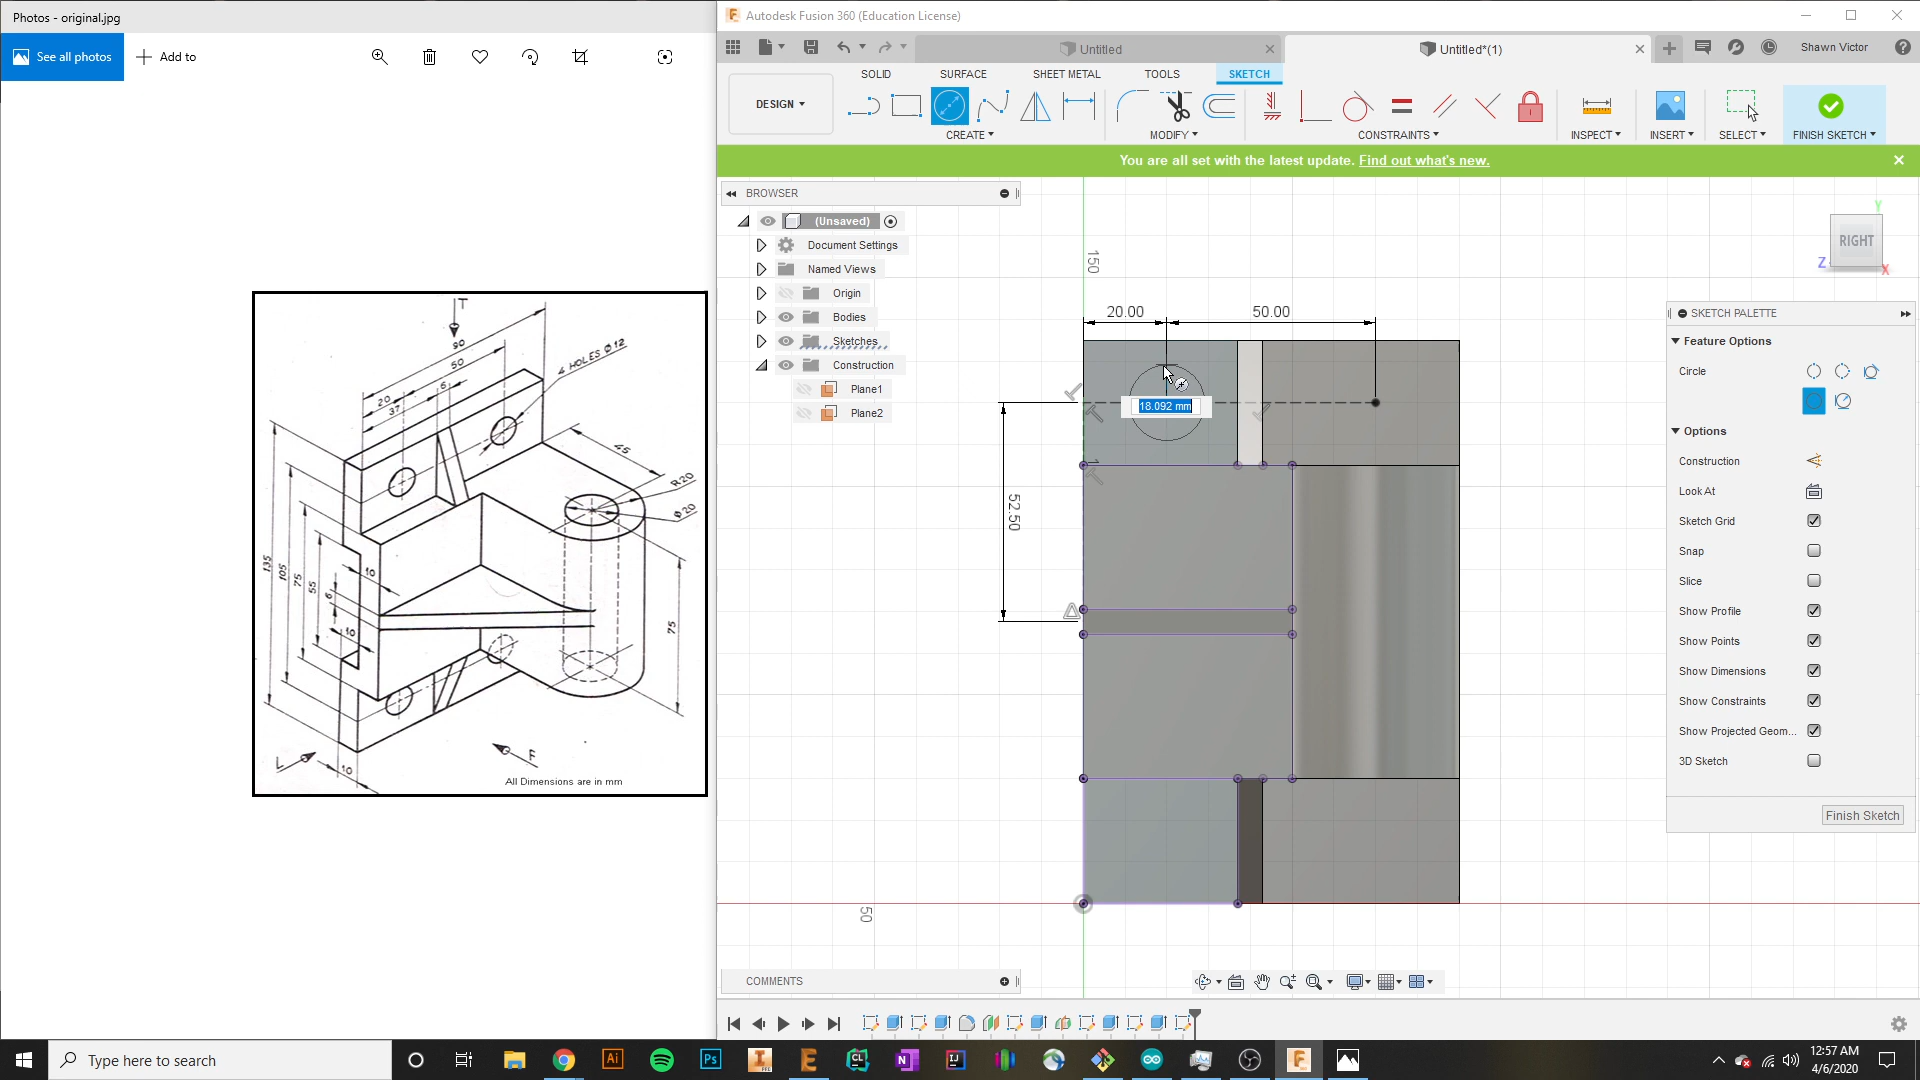 Photos - original.jpg
See all photos
Add to
T
90
50
6
20
37
4 HOLES Ø12
45
R20
Ø20
135
105
75
55
6
10
10
75
L
F
10
All Dimensions are in mm
Autodesk Fusion 360 (Education License)
Untitled
Untitled*(1)
Shawn Victor
DESIGN
SOLID
SURFACE
SHEET METAL
TOOLS
SKETCH
CREATE
MODIFY
CONSTRAINTS
INSPECT
INSERT
SELECT
FINISH SKETCH
You are all set with the latest update. Find out what's new.
BROWSER
(Unsaved)
Document Settings
Named Views
Origin
Bodies
Sketches
Construction
Plane1
Plane2
150
20.00
50.00
18.092 mm
52.50
50
RIGHT
Y
Z
X
SKETCH PALETTE
Feature Options
Circle
Options
Construction
Look At
Sketch Grid
Snap
Slice
Show Profile
Show Points
Show Dimensions
Show Constraints
Show Projected Geom...
3D Sketch
Finish Sketch
COMMENTS
Type here to search
Ai
Ps
I
PRO
E
CL
N
IJ
F
12:57 AM
4/6/2020